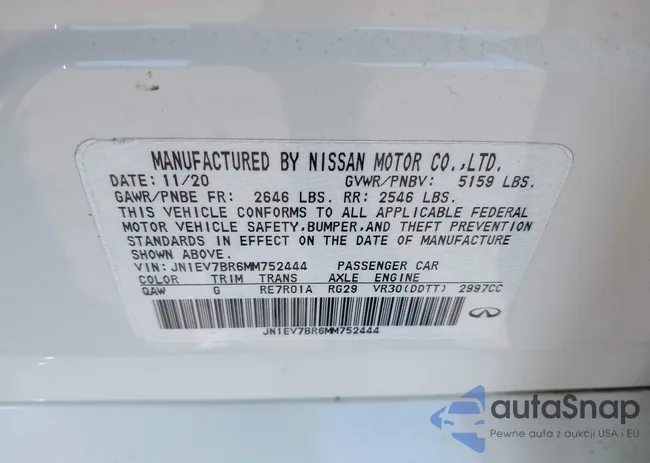 MANUFACTURED BY NISSAN MOTOR CO.,LTD.
DATE: 11/20 GVWR/PNBV: 5159 LBS.
GAWR/PNBE FR: 2646 LBS. RR: 2546 LBS.
THIS VEHICLE CONFORMS TO ALL APPLICABLE FEDERAL
MOTOR VEHICLE SAFETY,BUMPER,AND THEFT PREVENTION
STANDARDS IN EFFECT ON THE DATE OF MANUFACTURE
SHOWN ABOVE.
VIN: JN1EV7BR6MM752444 PASSENGER CAR
COLOR TRIM TRANS AXLE ENGINE
QAW G RE7R01A RG29 VR30(DDTT) 2997CC
JN1EV7BR6MM752444
autaSnap
Pewne auta z aukcji USA i EU